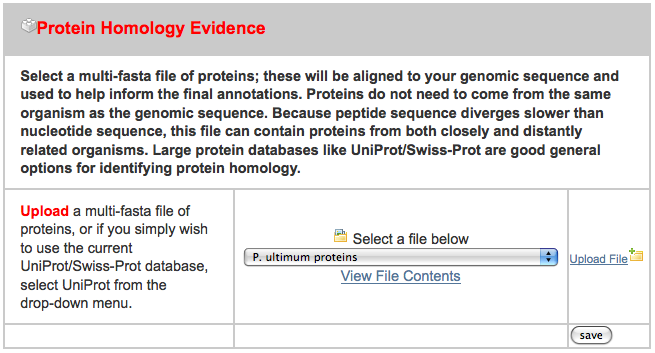 Protein Homology Evidence
Select a multi-fasta file of proteins; these will be aligned to your genomic sequence and
used to help inform the final annotations. Proteins do not need to come from the same
organism as the genomic sequence. Because peptide sequence diverges slower than
nucleotide sequence, this file can contain proteins from both closely and distantly
related organisms. Large protein databases like UniProt/Swiss-Prot are good general
options for identifying protein homology.
Upload a multi-fasta file of
proteins, or if you simply wish
to use the current
UniProt/Swiss-Prot database,
select UniProt from the
drop-down menu.
Select a file below
P. ultimum proteins
View File Contents
Upload File
save